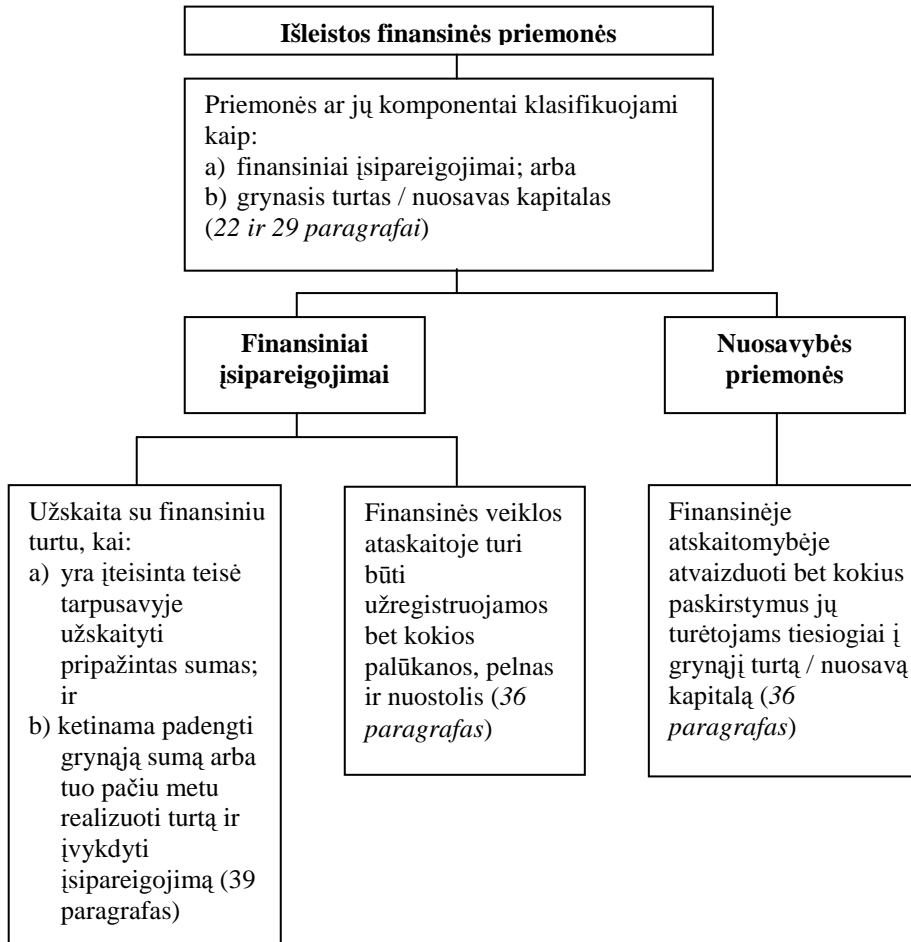 Išleistos finansinės priemonės
Priemonės ar jų komponentai klasifikuojami
kaip:
a) finansiniai įsipareigojimai; arba
b) grynasis turtas / nuosavas kapitalas
(22 ir 29 paragrafai)
Finansiniai
įsipareigojimai
Nuosavybės
priemonės
Užskaita su finansiniu
turtu, kai:
a) yra įteisinta teisė
tarpusavyje
užskaityti
pripažintas sumas;
ir
b) ketinama padengti
grynąją sumą arba
tuo pačiu metu
realizuoti turtą ir
įvykdyti
įsipareigojimą (39
paragrafas)
Finansinės veiklos
ataskaitoje turi
būti
užregistruojamos
bet kokios
palūkanos, pelnas
ir nuostolis (36
paragrafas)
Finansinėje
atskaitomybėje
atvaizduoti bet kokius
paskirstymus jų
turėtojams tiesiogiai į
grynąjį turtą / nuosavą
kapitalą (36
paragrafas)